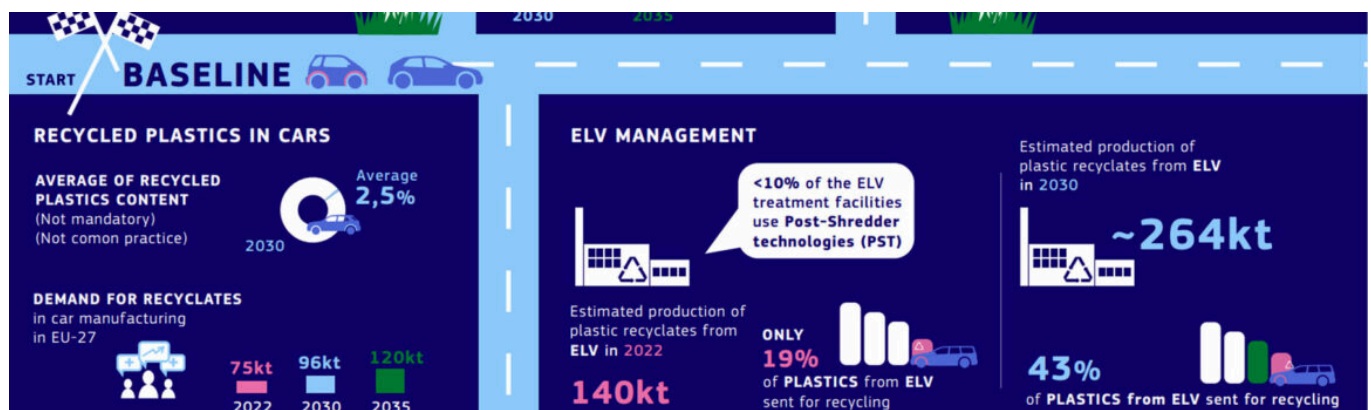 2030
2035
START
BASELINE
RECYCLED PLASTICS IN CARS
AVERAGE OF RECYCLED
PLASTICS CONTENT
(Not mandatory)
(Not comon practice)
Average
2,5%
2030
DEMAND FOR RECYCLATES
in car manufacturing
in EU-27
75kt
96kt
120kt
2022
2030
2035
ELV MANAGEMENT
<10% of the ELV
treatment facilities
use Post-Shredder
technologies (PST)
Estimated production of
plastic recyclates from
ELV in 2022
140kt
ONLY
19%
of PLASTICS from ELV
sent for recycling
Estimated production of
plastic recyclates from ELV
in 2030
~264kt
43%
of PLASTICS from ELV sent for recycling